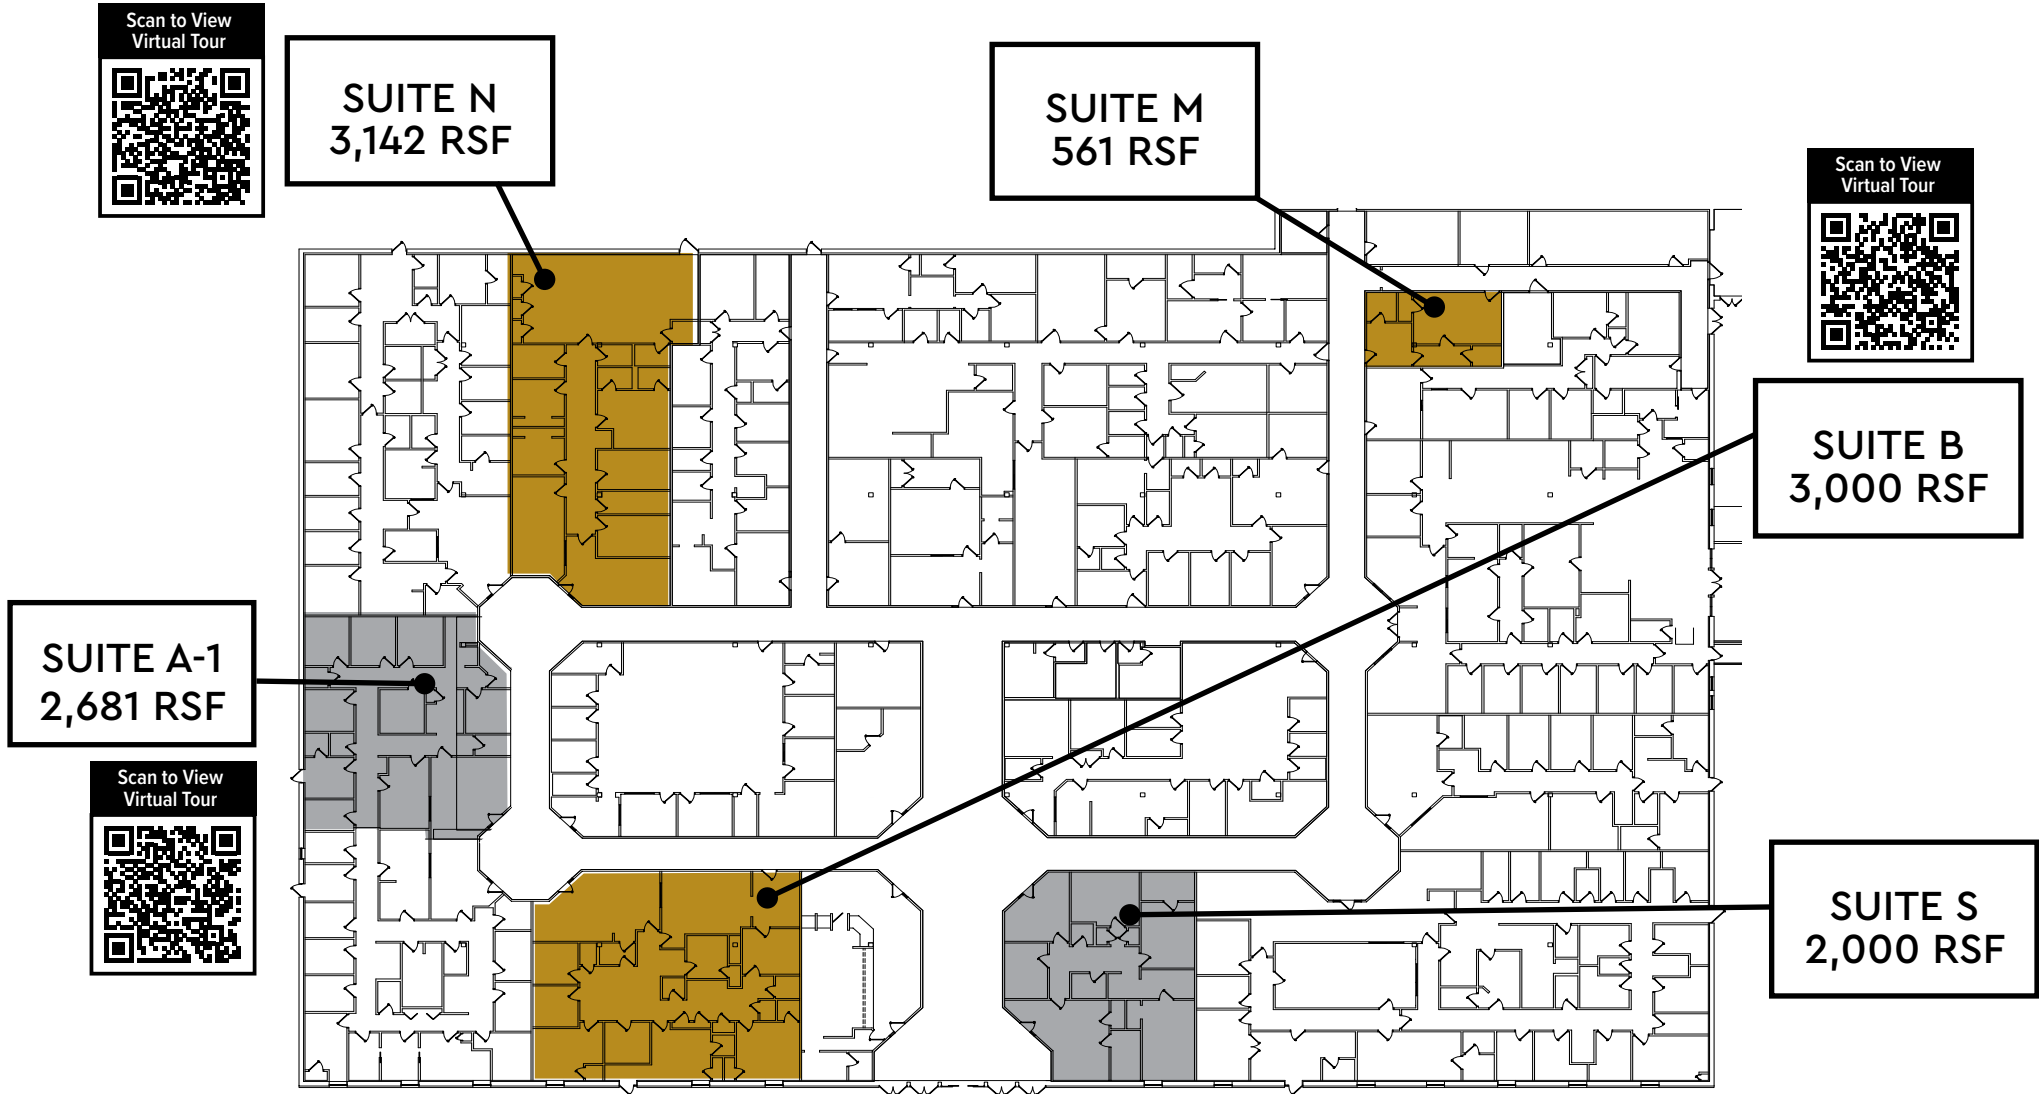 Scan to View
Virtual Tour
SUITE N
3,142 RSF
SUITE M
561 RSF
Scan to View
Virtual Tour
SUITE B
3,000 RSF
SUITE A-1
2,681 RSF
Scan to View
Virtual Tour
SUITE S
2,000 RSF